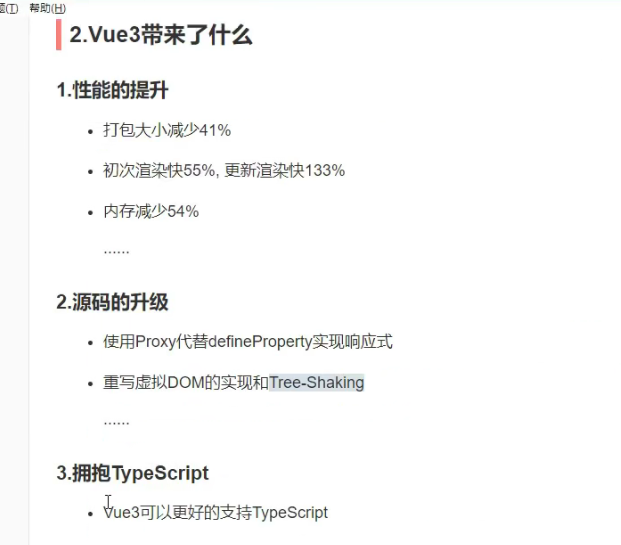 题(T) 帮助(H)
2.Vue3带来了什么
1.性能的提升
打包大小减少41%
初次渲染快55%, 更新渲染快133%
内存减少54%
......
2.源码的升级
使用Proxy代替defineProperty实现响应式
重写虚拟DOM的实现和Tree-Shaking
......
3.拥抱TypeScript
Vue3可以更好的支持TypeScript